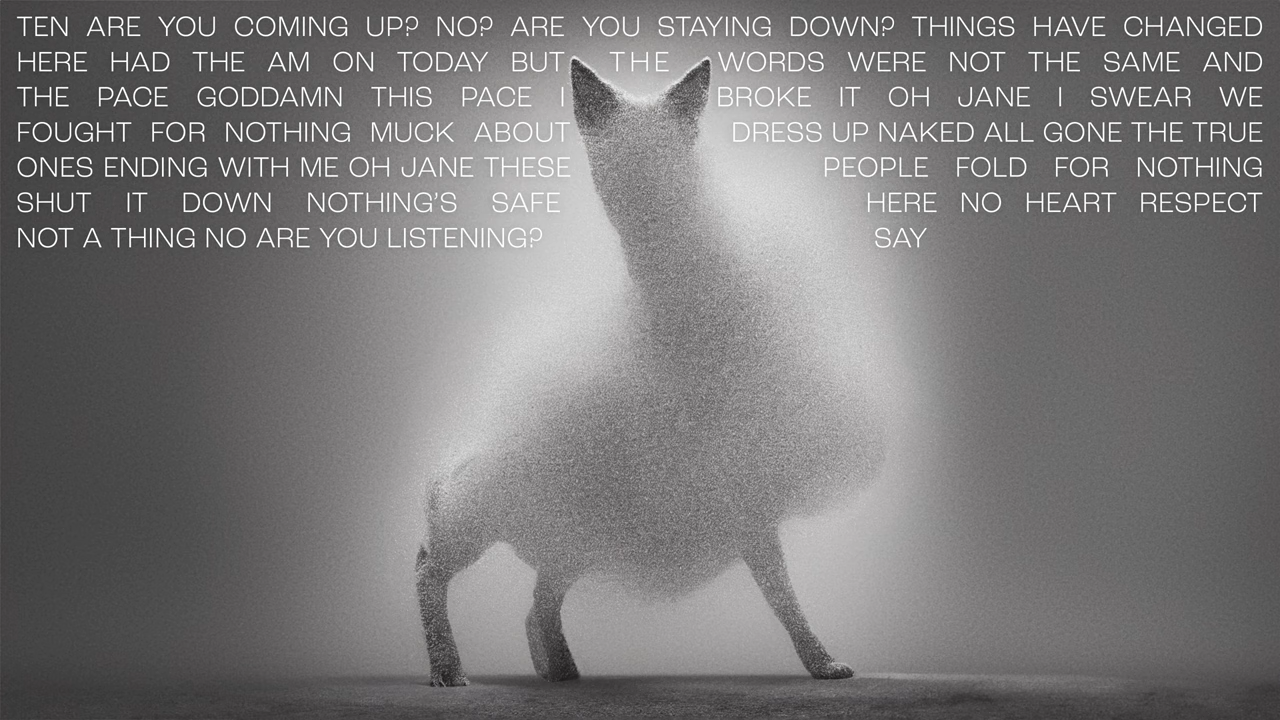 TEN ARE YOU COMING UP? NO? ARE YOU STAYING DOWN? THINGS HAVE CHANGED
HERE HAD THE AM ON TODAY BUT THE WORDS WERE NOT THE SAME AND
THE PACE GODDAMN THIS PACE I BROKE IT OH JANE I SWEAR WE
FOUGHT FOR NOTHING MUCK ABOUT DRESS UP NAKED ALL GONE THE TRUE
ONES ENDING WITH ME OH JANE THESE PEOPLE FOLD FOR NOTHING
SHUT IT DOWN NOTHING'S SAFE HERE NO HEART RESPECT
NOT A THING NO ARE YOU LISTENING? SAY